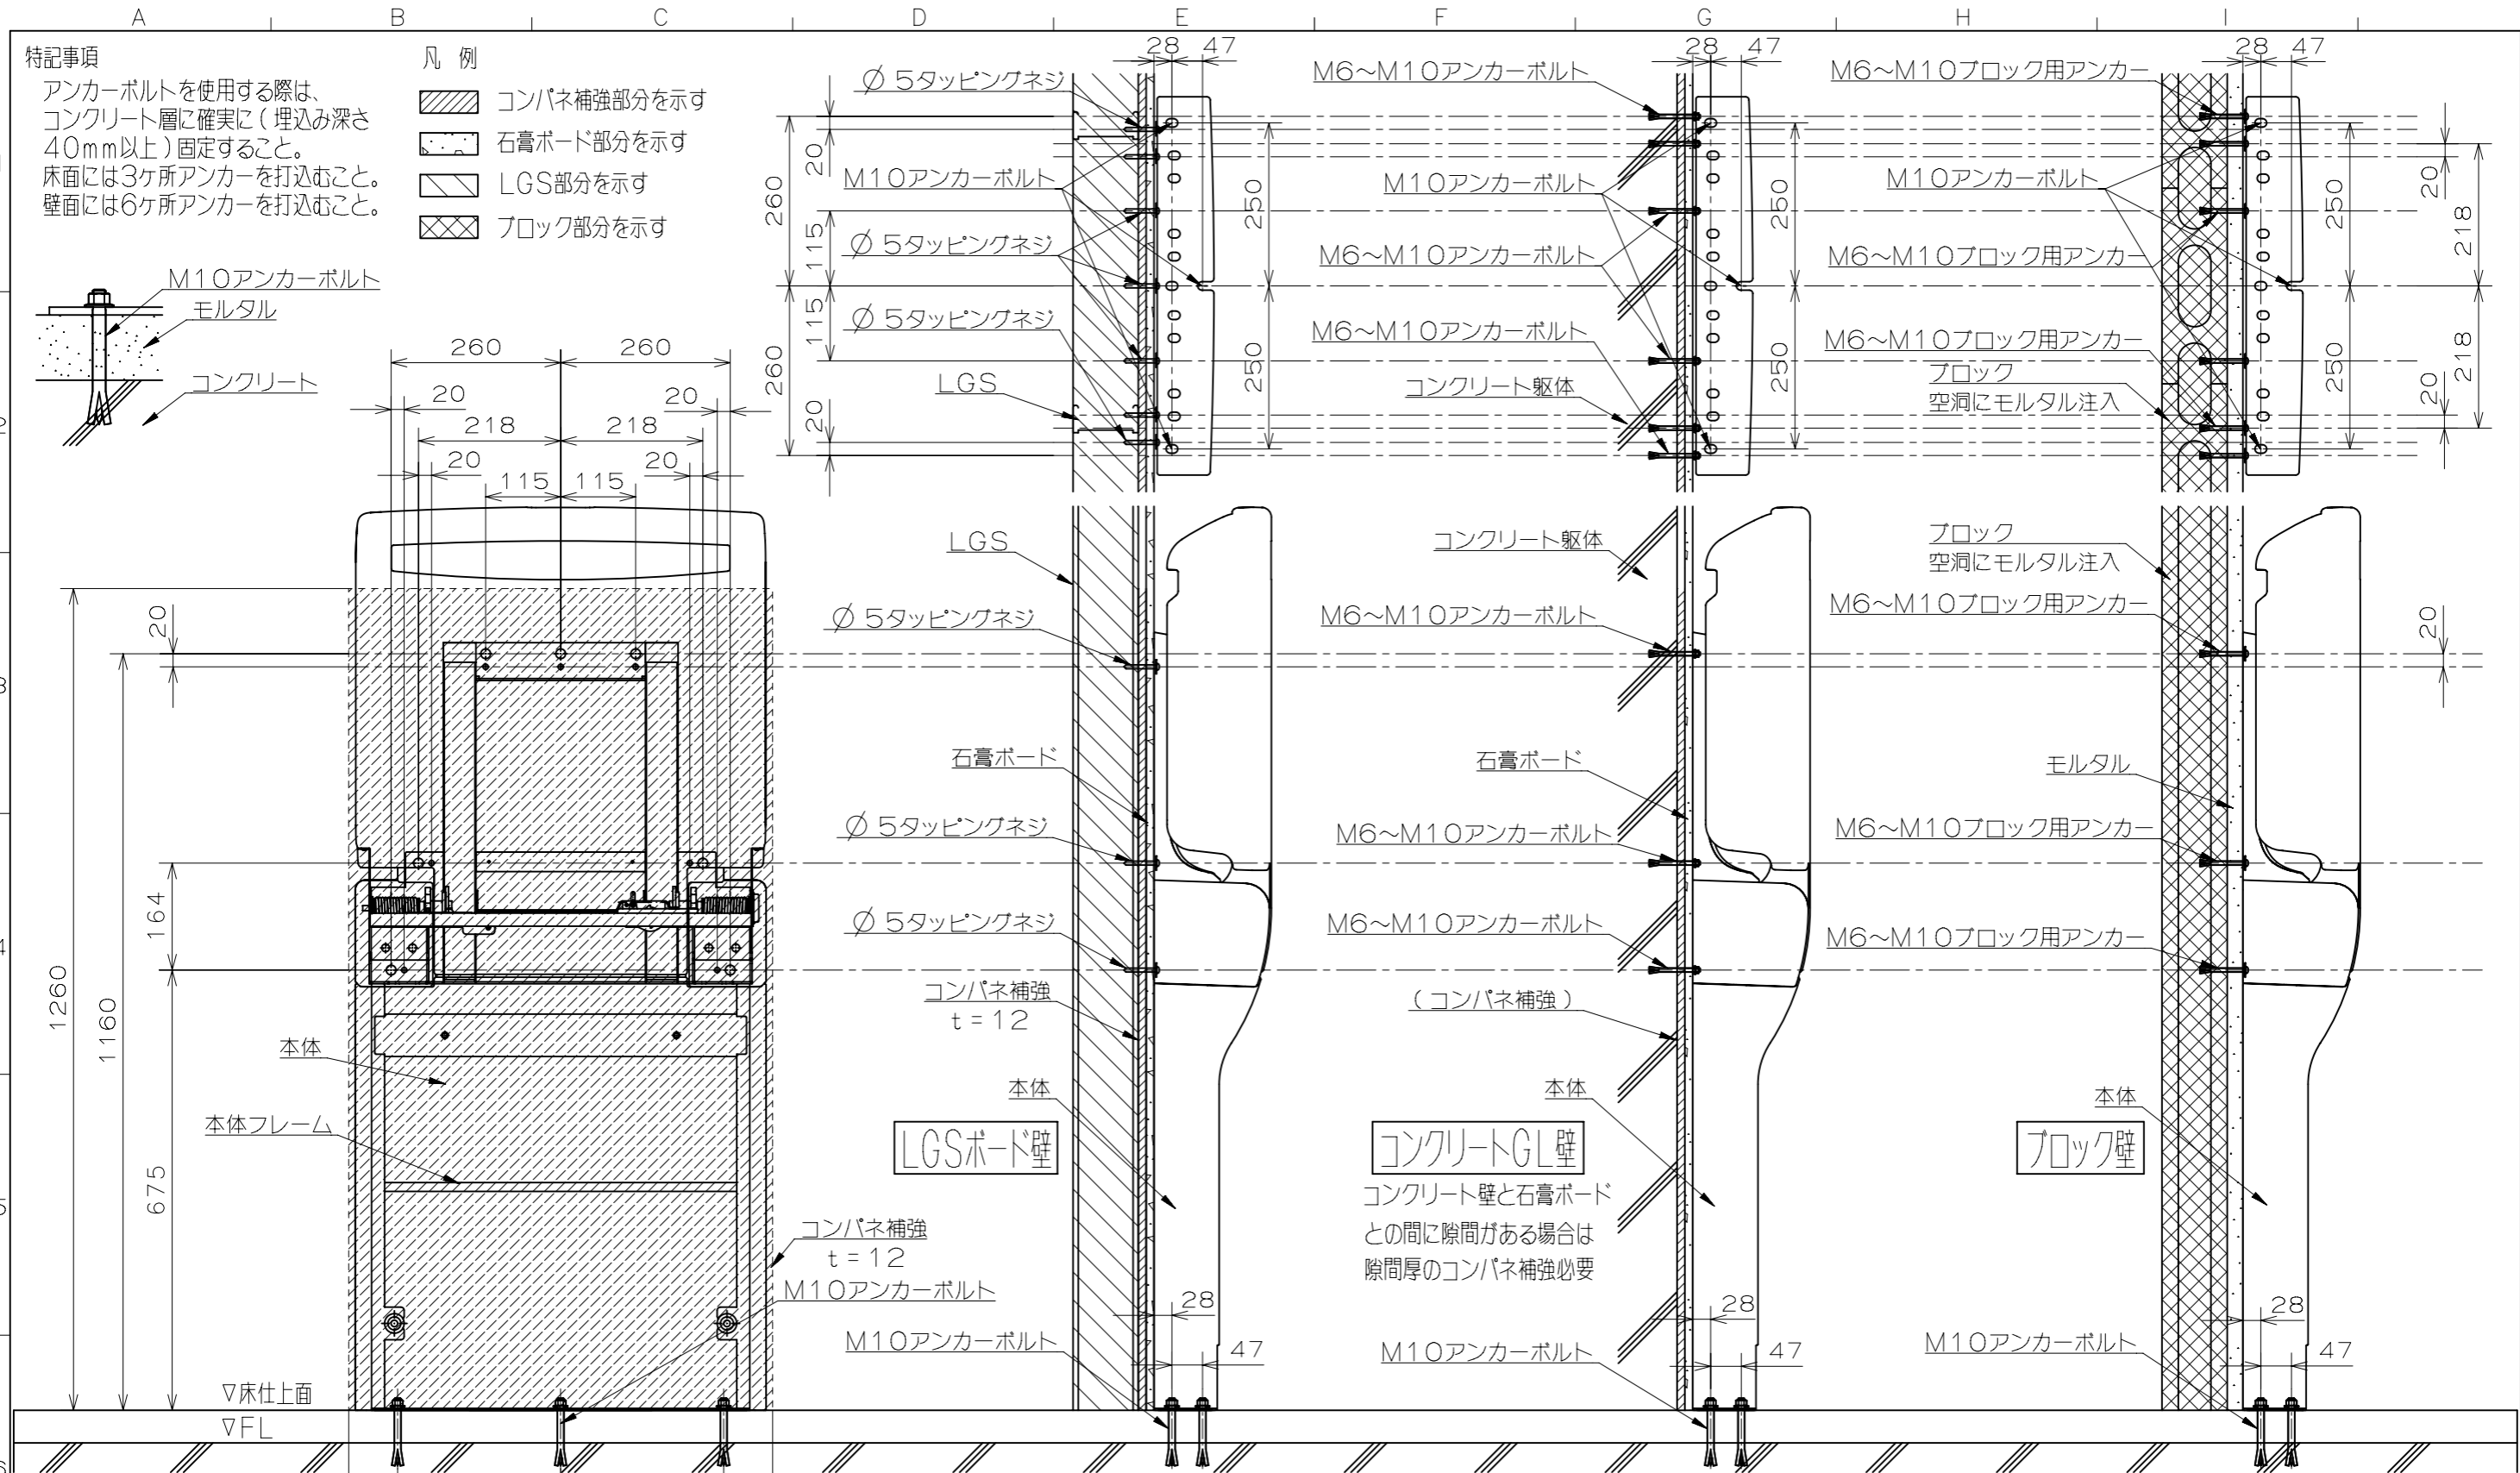 A B C D E F G H I
特記事項
アンカーボルトを使用する際は、
コンクリート層に確実に(埋込み深さ
40mm以上)固定すること。
床面には3ヶ所アンカーを打込むこと。
壁面には6ヶ所アンカーを打込むこと。
凡 例
コンパネ補強部分を示す
石膏ボード部分を示す
LGS部分を示す
ブロック部分を示す
M10アンカーボルト
モルタル
コンクリート
260 260
20 20
218 218
20 20
115 115
20
1260
1160
164
675
本体
本体フレーム
コンパネ補強
t=12
M10アンカーボルト
▽床仕上面
▽FL
28 47
Ø5タッピングネジ
20
260
M10アンカーボルト
250
115
Ø5タッピングネジ
115
Ø5タッピングネジ
260
250
LGS
20
LGS
Ø5タッピングネジ
石膏ボード
Ø5タッピングネジ
Ø5タッピングネジ
コンパネ補強
t=12
本体
LGSボード壁
28
M10アンカーボルト
47
28 47
M6~M10アンカーボルト
M10アンカーボルト
250
M6~M10アンカーボルト
M6~M10アンカーボルト
250
コンクリート躯体
コンクリート躯体
M6~M10アンカーボルト
石膏ボード
M6~M10アンカーボルト
M6~M10アンカーボルト
(コンパネ補強)
本体
コンクリートGL壁
コンクリート壁と石膏ボード
との間に隙間がある場合は
隙間厚のコンパネ補強必要
28
M10アンカーボルト
47
28 47
M6~M10ブロック用アンカー
20
M10アンカーボルト
250
218
M6~M10ブロック用アンカー
M6~M10ブロック用アンカー
218
250
ブロック
空洞にモルタル注入
20
ブロック
空洞にモルタル注入
M6~M10ブロック用アンカー
20
モルタル
M6~M10ブロック用アンカー
M6~M10ブロック用アンカー
本体
ブロック壁
28
M10アンカーボルト
47